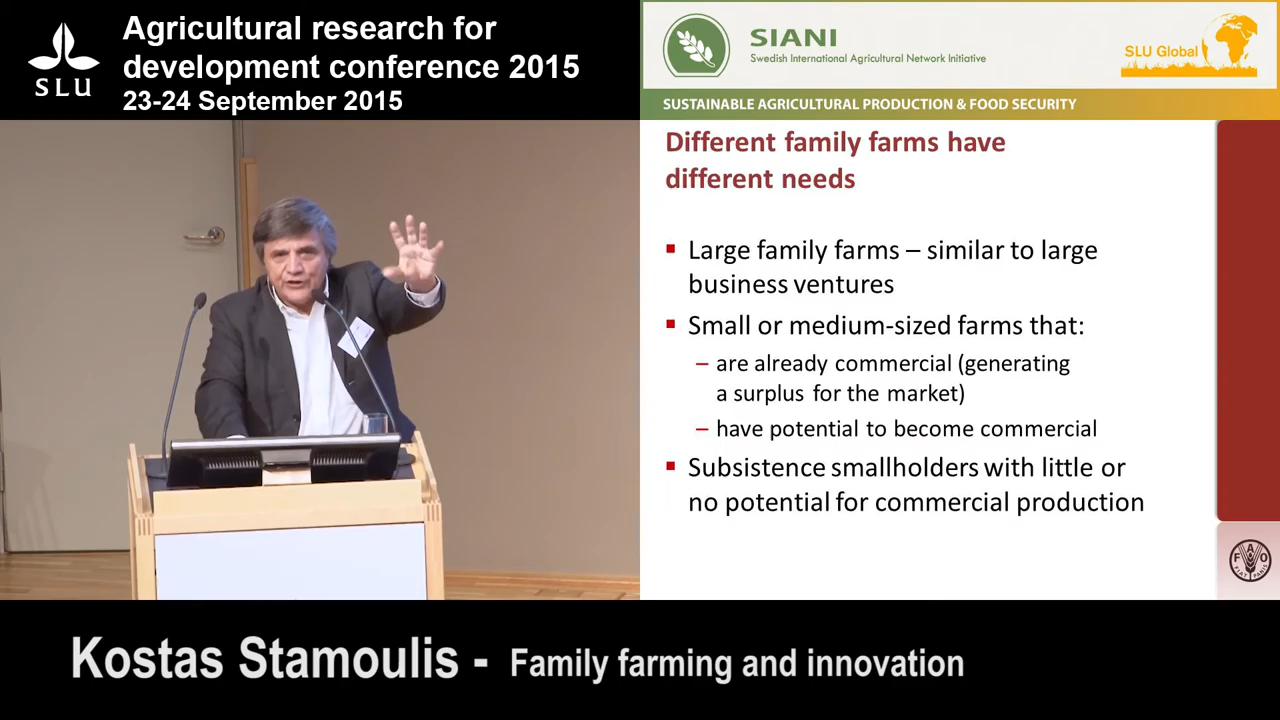 SLU
Agricultural research for
development conference 2015
23-24 September 2015
SIANI
Swedish International Agricultural Network Initiative
SLU Global
SUSTAINABLE AGRICULTURAL PRODUCTION & FOOD SECURITY
Different family farms have
different needs
Large family farms – similar to large
business ventures
Small or medium-sized farms that:
– are already commercial (generating
a surplus for the market)
– have potential to become commercial
Subsistence smallholders with little or
no potential for commercial production
FAO
FIAT PANIS
Kostas Stamoulis - Family farming and innovation